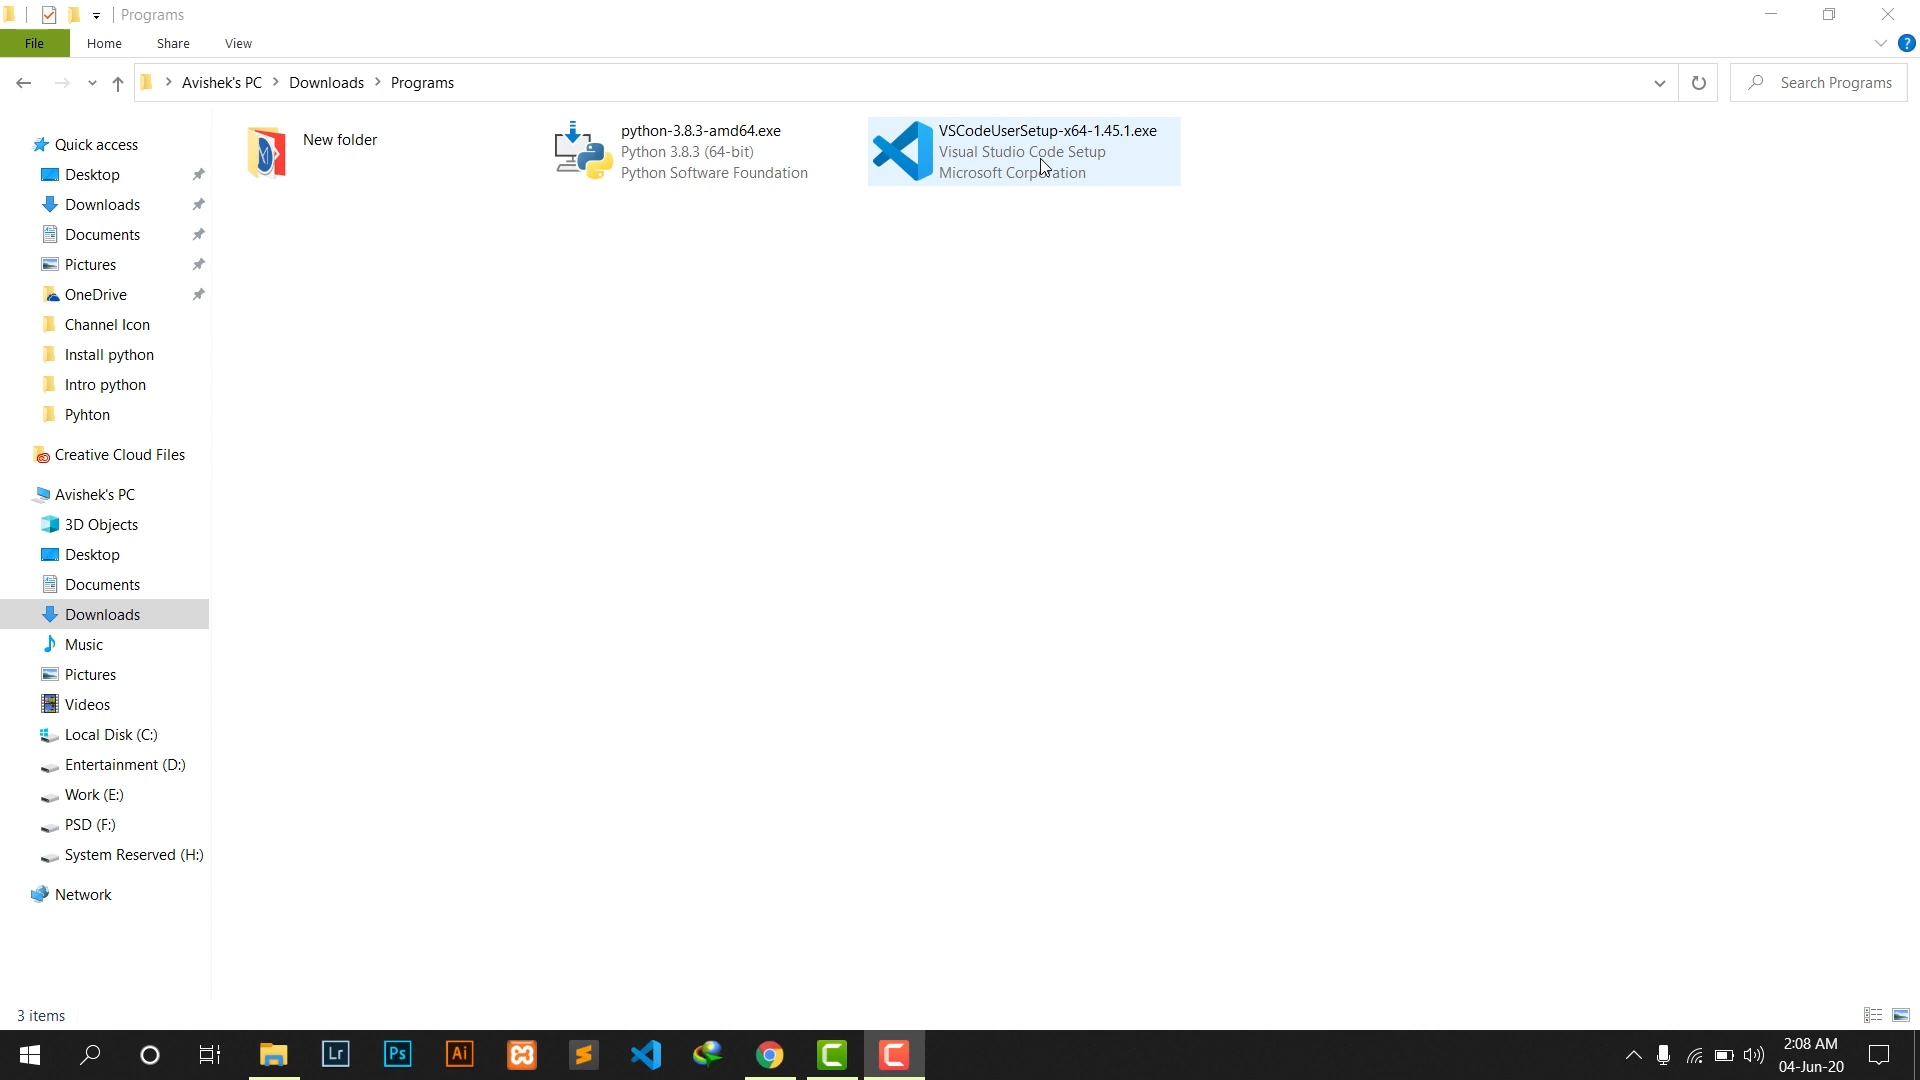 Programs
File
Home
Share
View
?
Avishek's PC
Downloads
Programs
Search Programs
Quick access
Desktop
Downloads
Documents
Pictures
OneDrive
Channel Icon
Install python
Intro python
Pyhton
Creative Cloud Files
Avishek's PC
3D Objects
Desktop
Documents
Downloads
Music
Pictures
Videos
Local Disk (C:)
Entertainment (D:)
Work (E:)
PSD (F:)
System Reserved (H:)
Network
New folder
python-3.8.3-amd64.exe
Python 3.8.3 (64-bit)
Python Software Foundation
VSCodeUserSetup-x64-1.45.1.exe
Visual Studio Code Setup
Microsoft Corporation
3 items
Lr
Ps
Ai
2:08 AM
04-Jun-20